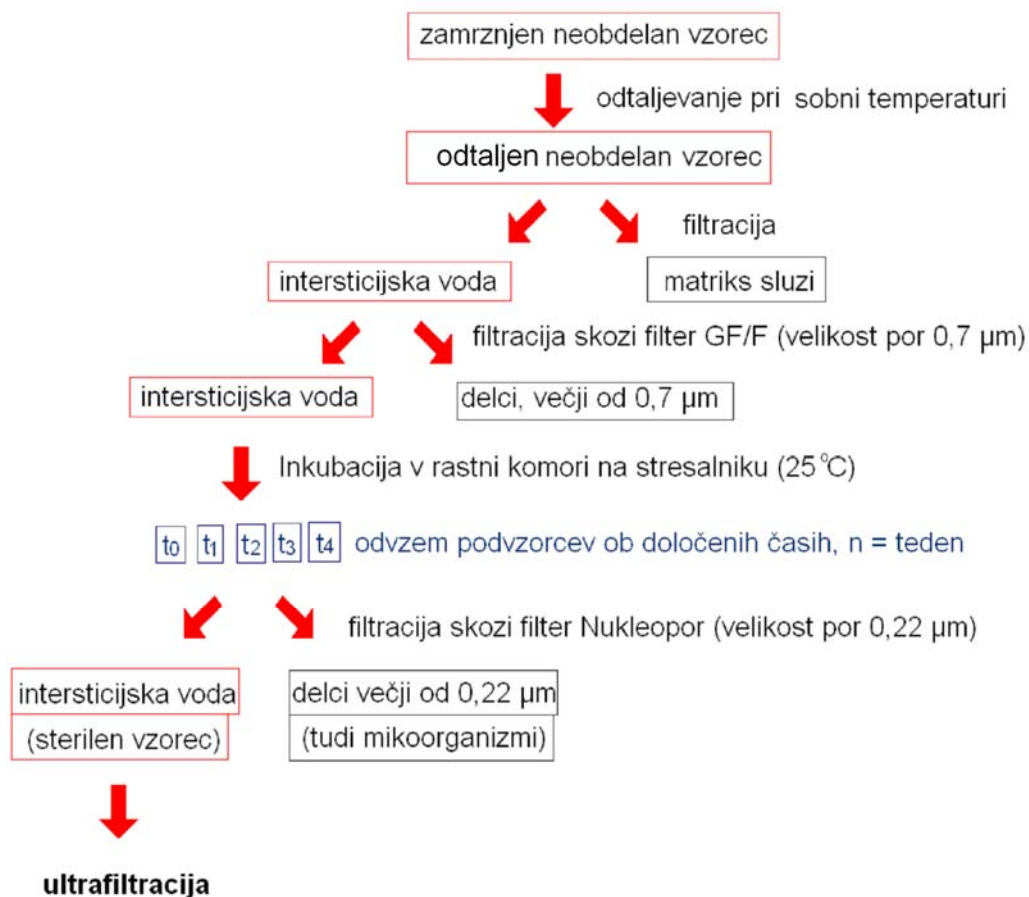 zamrznjen neobdelan vzorec
odtaljevanje pri sobni temperaturi
odtaljen neobdelan vzorec
filtracija
intersticijska voda
matriks sluzi
filtracija skozi filter GF/F (velikost por 0,7 µm)
intersticijska voda
delci, večji od 0,7 µm
Inkubacija v rastni komori na stresalniku (25 °C)
t0 t1 t2 t3 t4 odvzem podvzorcev ob določenih časih, n = teden
filtracija skozi filter Nukleopor (velikost por 0,22 µm)
intersticijska voda
(sterilen vzorec)
delci večji od 0,22 µm
(tudi mikoorganizmi)
ultrafiltracija